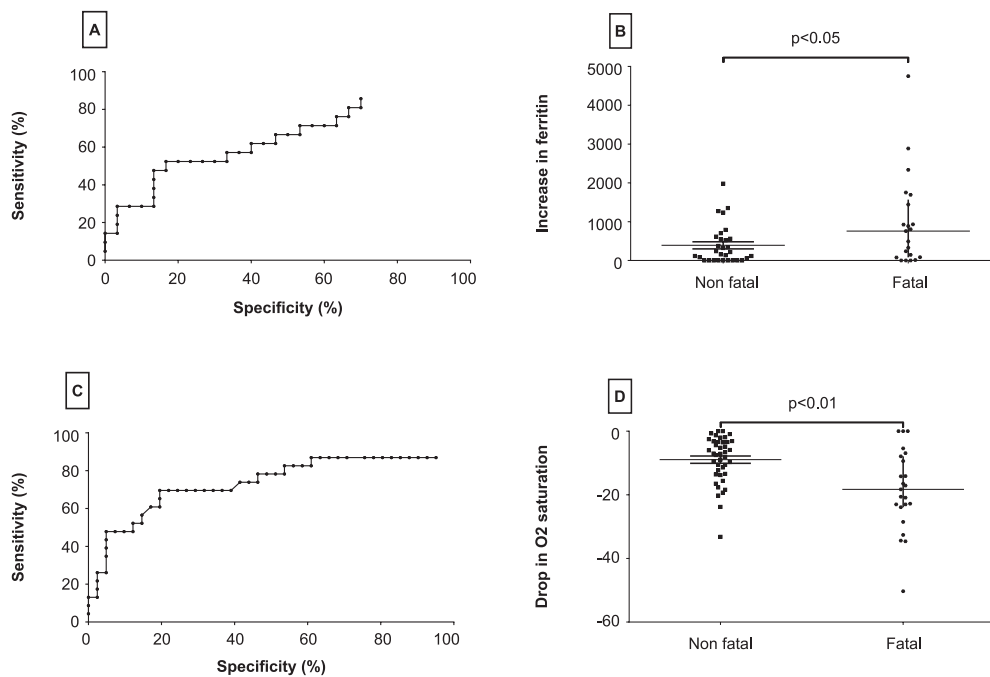 A
100
80
60
40
20
0
Sensitivity (%)
0 20 40 60 80 100
Specificity (%)
B
p<0.05
5000
4000
3000
2000
1000
0
Increase in ferritin
Non fatal Fatal
C
100
80
60
40
20
0
Sensitivity (%)
0 20 40 60 80 100
Specificity (%)
D
p<0.01
0
-20
-40
-60
Drop in O2 saturation
Non fatal Fatal